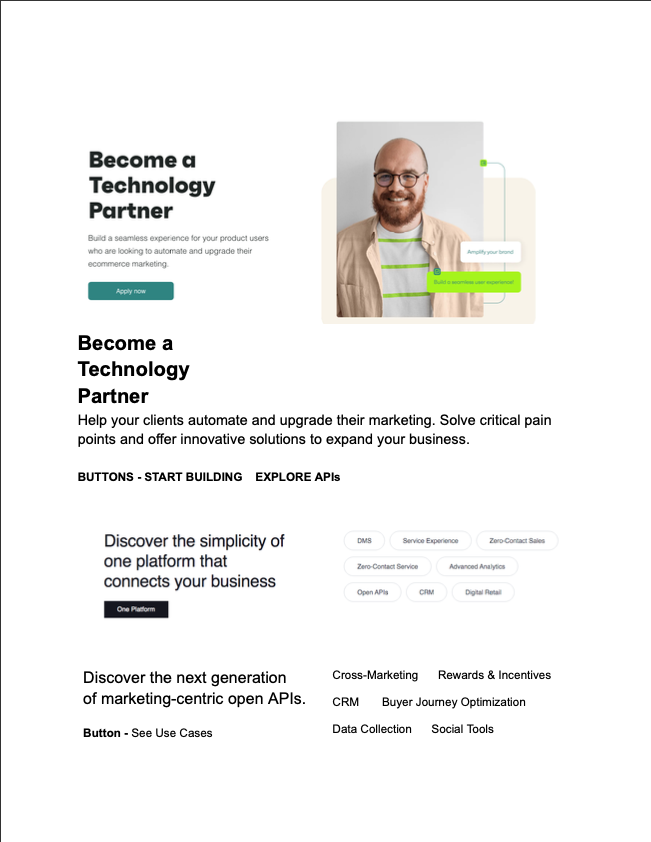 Become a
Technology
Partner
Build a seamless experience for your product users
who are looking to automate and upgrade their
ecommerce marketing.
Apply now
Amplify your brand
Build a seamless user experience!
Become a
Technology
Partner
Help your clients automate and upgrade their marketing. Solve critical pain
points and offer innovative solutions to expand your business.
BUTTONS - START BUILDING EXPLORE APIs
Discover the simplicity of
one platform that
connects your business
One Platform
DMS Service Experience Zero-Contact Sales
Zero-Contact Service Advanced Analytics
Open APIs CRM Digital Retail
Discover the next generation
of marketing-centric open APIs.
Button - See Use Cases
Cross-Marketing Rewards & Incentives
CRM Buyer Journey Optimization
Data Collection Social Tools